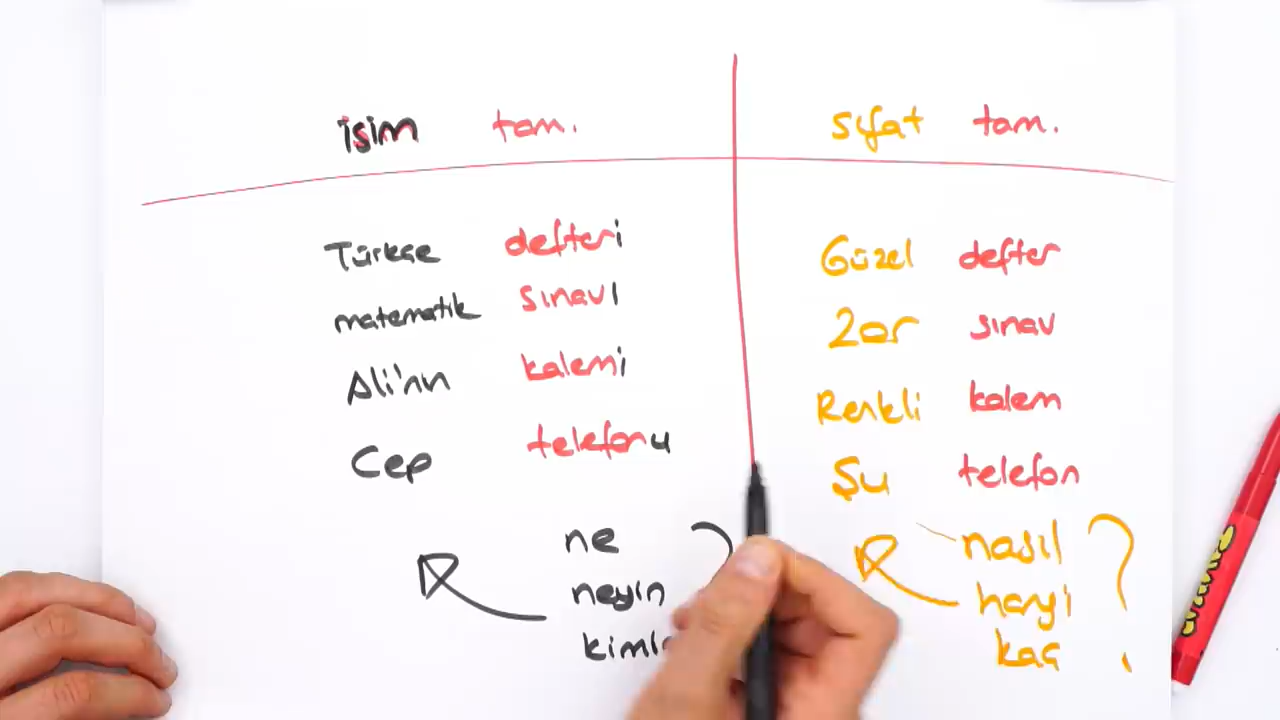 isim tam.
Türkçe defteri
matematik sınavı
Ali'nin kalemi
Cep telefonu
ne
neyin
sıfat tam.
Güzel defter
Zor sınav
Renkli kalem
Şu telefon
nasıl ?
hangi
kaç